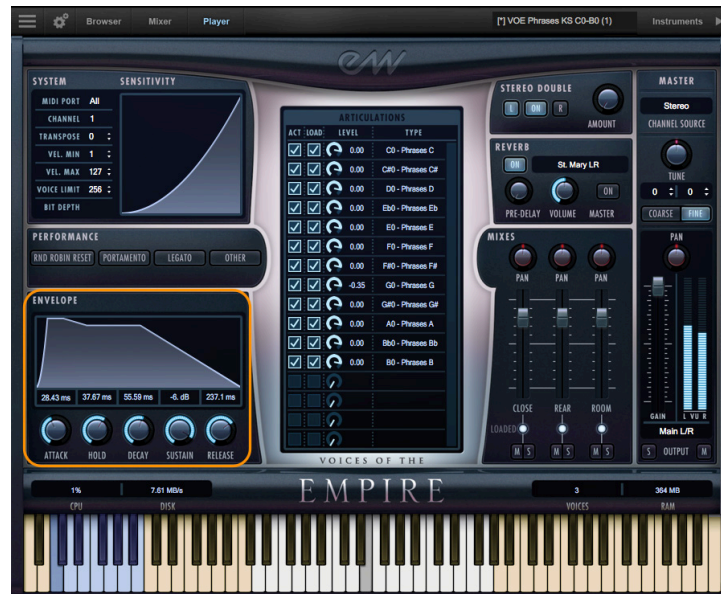 Browser Mixer Player [*] VOE Phrases KS C0-B0 (1) Instruments
EW
SYSTEM SENSITIVITY
MIDI PORT All
CHANNEL 1
TRANSPOSE 0
VEL. MIN 1
VEL. MAX 127
VOICE LIMIT 256
BIT DEPTH
PERFORMANCE
RND ROBIN RESET PORTAMENTO LEGATO OTHER
ENVELOPE
28.43 ms 37.67 ms 55.59 ms -6. dB 237.1 ms
ATTACK HOLD DECAY SUSTAIN RELEASE
ARTICULATIONS
ACT LOAD LEVEL TYPE
0.00 C0 - Phrases C
0.00 C#0 - Phrases C#
0.00 D0 - Phrases D
0.00 Eb0 - Phrases Eb
0.00 E0 - Phrases E
0.00 F0 - Phrases F
0.00 F#0 - Phrases F#
-0.35 G0 - Phrases G
0.00 G#0 - Phrases G#
0.00 A0 - Phrases A
0.00 Bb0 - Phrases Bb
0.00 B0 - Phrases B
STEREO DOUBLE
L ON R
AMOUNT
REVERB
ON St. Mary LR
ON
PRE-DELAY VOLUME MASTER
MIXES
PAN PAN PAN
CLOSE REAR ROOM
LOADED
M S M S M S
MASTER
Stereo
CHANNEL SOURCE
TUNE
0 0
COARSE FINE
PAN
GAIN L VU R
Main L/R
S OUTPUT M
VOICES OF THE
EMPIRE
1% 7.61 MB/s
CPU DISK
3 364 MB
VOICES RAM